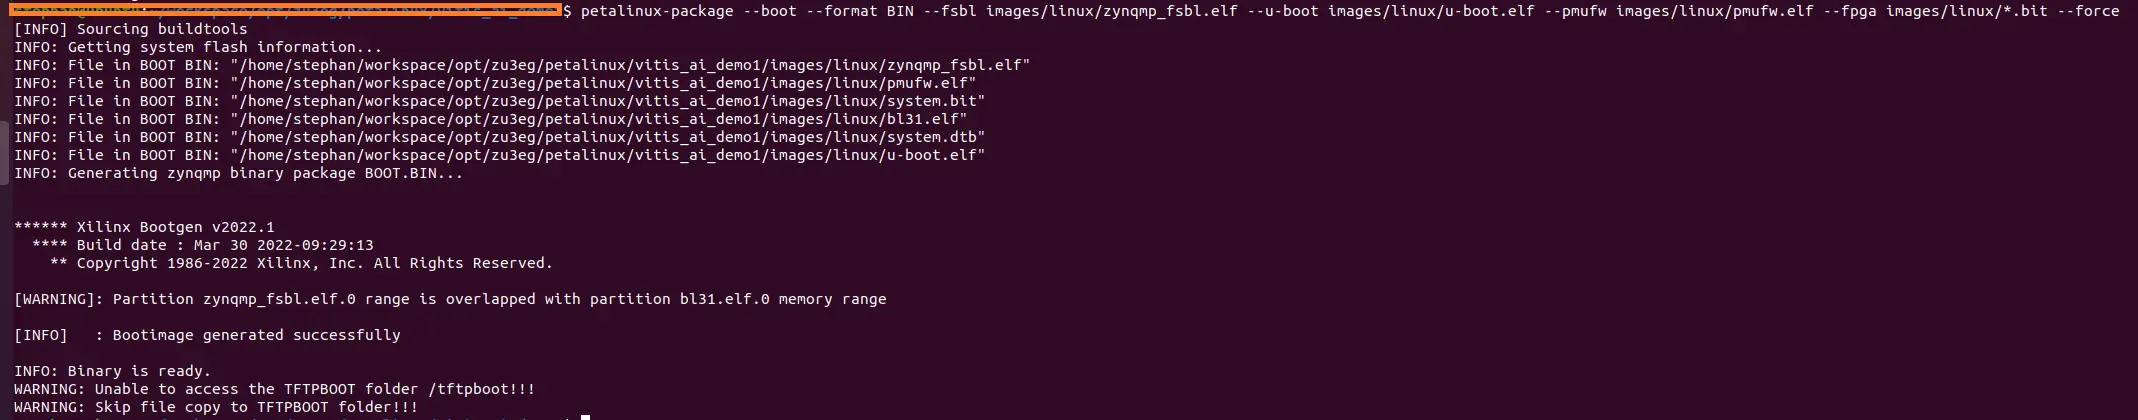 $ petalinux-package --boot --format BIN --fsbl images/linux/zynqmp_fsbl.elf --u-boot images/linux/u-boot.elf --pmufw images/linux/pmufw.elf --fpga images/linux/*.bit --force
[INFO] Sourcing buildtools
INFO: Getting system flash information...
INFO: File in BOOT BIN: "/home/stephan/workspace/opt/zu3eg/petalinux/vitis_ai_demo1/images/linux/zynqmp_fsbl.elf"
INFO: File in BOOT BIN: "/home/stephan/workspace/opt/zu3eg/petalinux/vitis_ai_demo1/images/linux/pmufw.elf"
INFO: File in BOOT BIN: "/home/stephan/workspace/opt/zu3eg/petalinux/vitis_ai_demo1/images/linux/system.bit"
INFO: File in BOOT BIN: "/home/stephan/workspace/opt/zu3eg/petalinux/vitis_ai_demo1/images/linux/bl31.elf"
INFO: File in BOOT BIN: "/home/stephan/workspace/opt/zu3eg/petalinux/vitis_ai_demo1/images/linux/system.dtb"
INFO: File in BOOT BIN: "/home/stephan/workspace/opt/zu3eg/petalinux/vitis_ai_demo1/images/linux/u-boot.elf"
INFO: Generating zynqmp binary package BOOT.BIN...
****** Xilinx Bootgen v2022.1
**** Build date : Mar 30 2022-09:29:13
** Copyright 1986-2022 Xilinx, Inc. All Rights Reserved.
[WARNING]: Partition zynqmp_fsbl.elf.0 range is overlapped with partition bl31.elf.0 memory range
[INFO]   : Bootimage generated successfully
INFO: Binary is ready.
WARNING: Unable to access the TFTPBOOT folder /tftpboot!!!
WARNING: Skip file copy to TFTPBOOT folder!!!